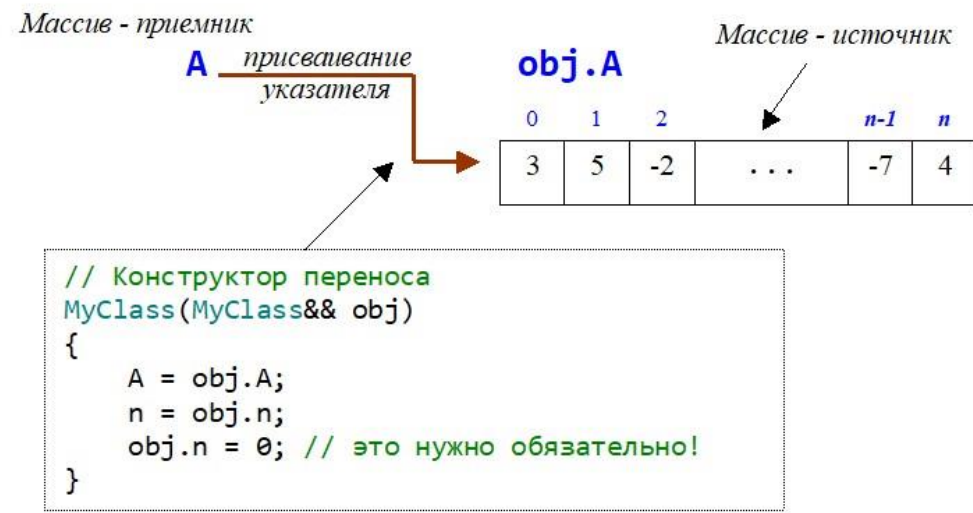 Массив - приемник
A присваивание указателя
obj.A
Массив - источник
0 1 2 n-1 n
3 5 -2 . . . -7 4
// Конструктор переноса
MyClass(MyClass&& obj)
{
A = obj.A;
n = obj.n;
obj.n = 0; // это нужно обязательно!
}